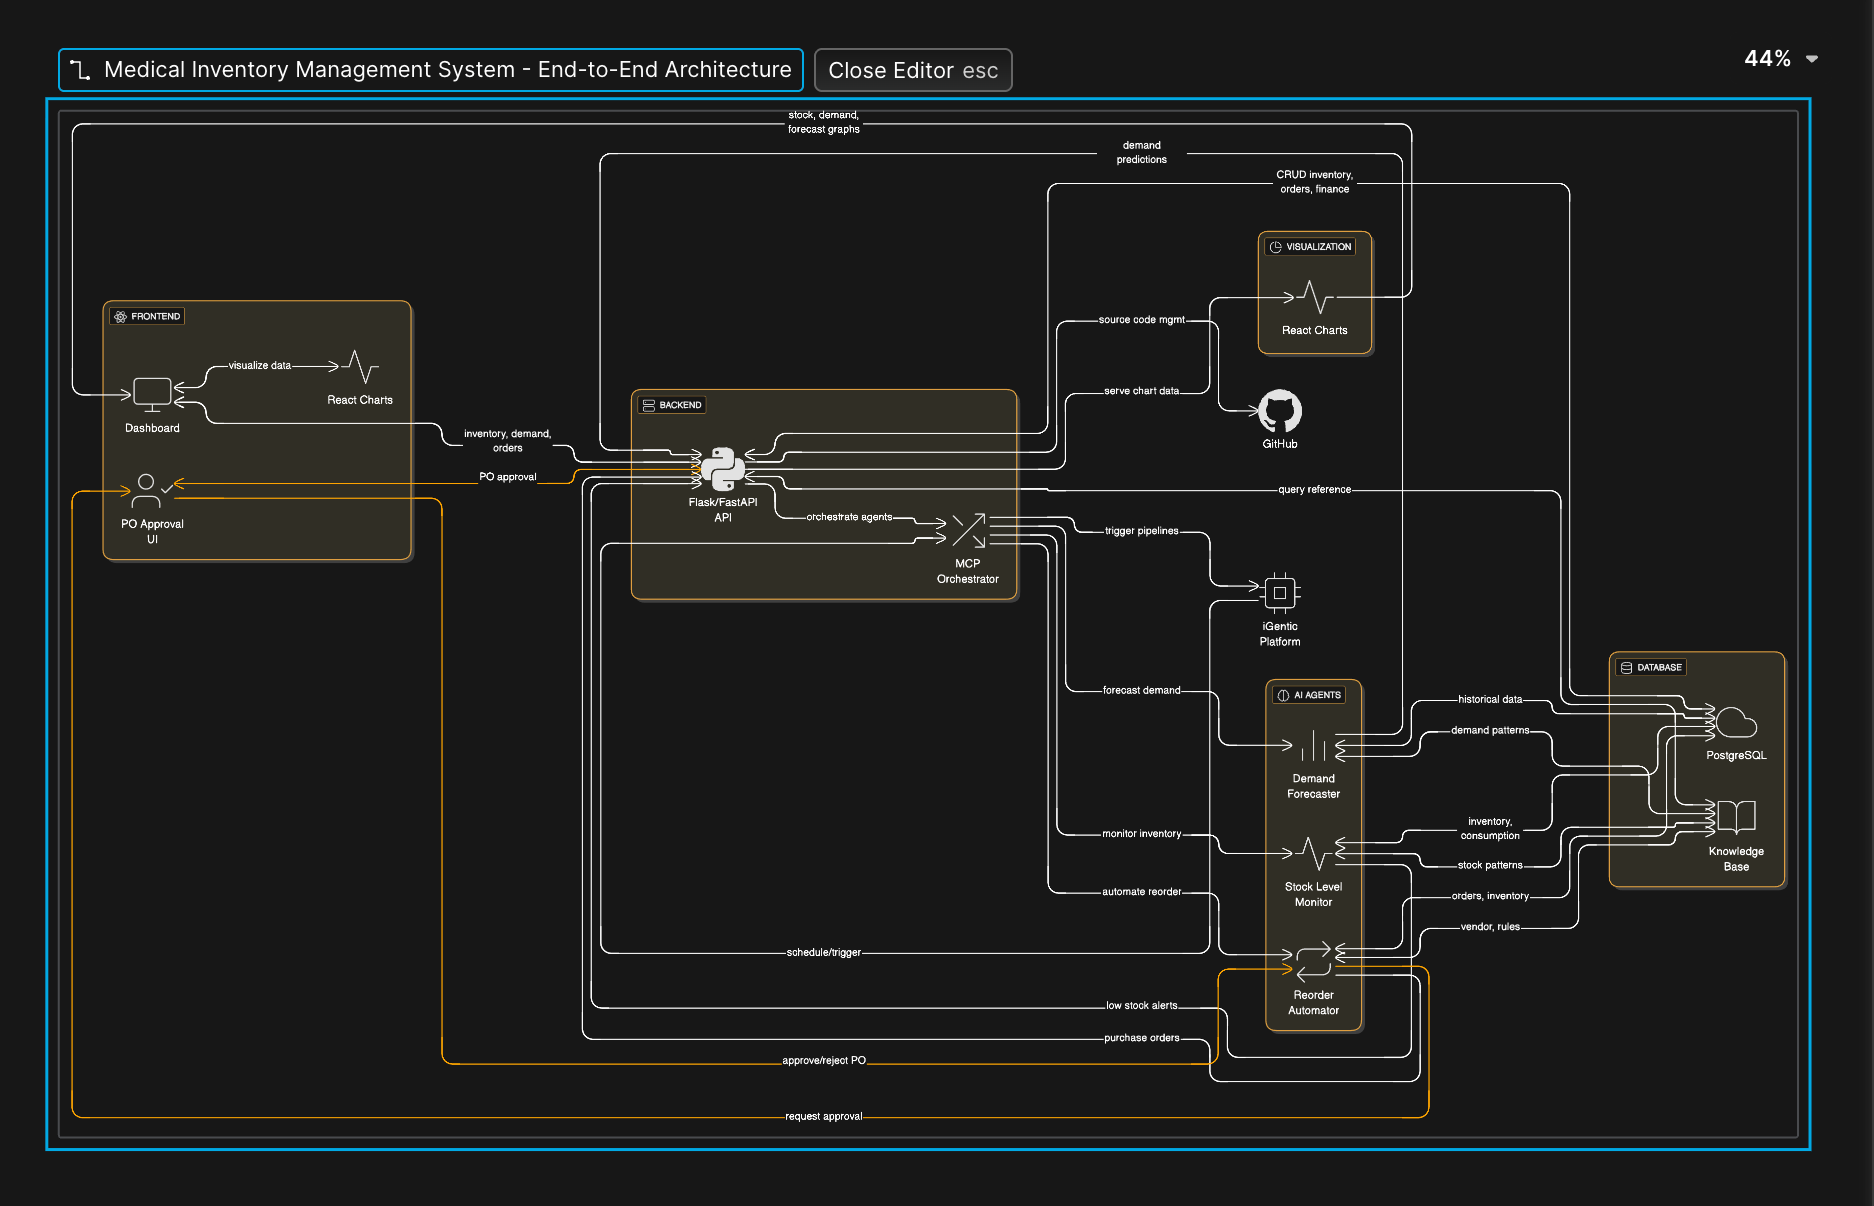 Medical Inventory Management System - End-to-End Architecture
Close Editor esc
44%
stock, demand,
forecast graphs
demand
predictions
CRUD inventory,
orders, finance
VISUALIZATION
React Charts
source code mgmt
serve chart data
GitHub
FRONTEND
visualize data
React Charts
Dashboard
inventory, demand,
orders
PO approval
PO Approval
UI
BACKEND
Flask/FastAPI
API
orchestrate agents
MCP
Orchestrator
query reference
trigger pipelines
iGentic
Platform
forecast demand
AI AGENTS
Demand
Forecaster
monitor inventory
Stock Level
Monitor
automate reorder
Reorder
Automator
historical data
demand patterns
inventory,
consumption
stock patterns
orders, inventory
vendor, rules
DATABASE
PostgreSQL
Knowledge
Base
schedule/trigger
low stock alerts
purchase orders
approve/reject PO
request approval